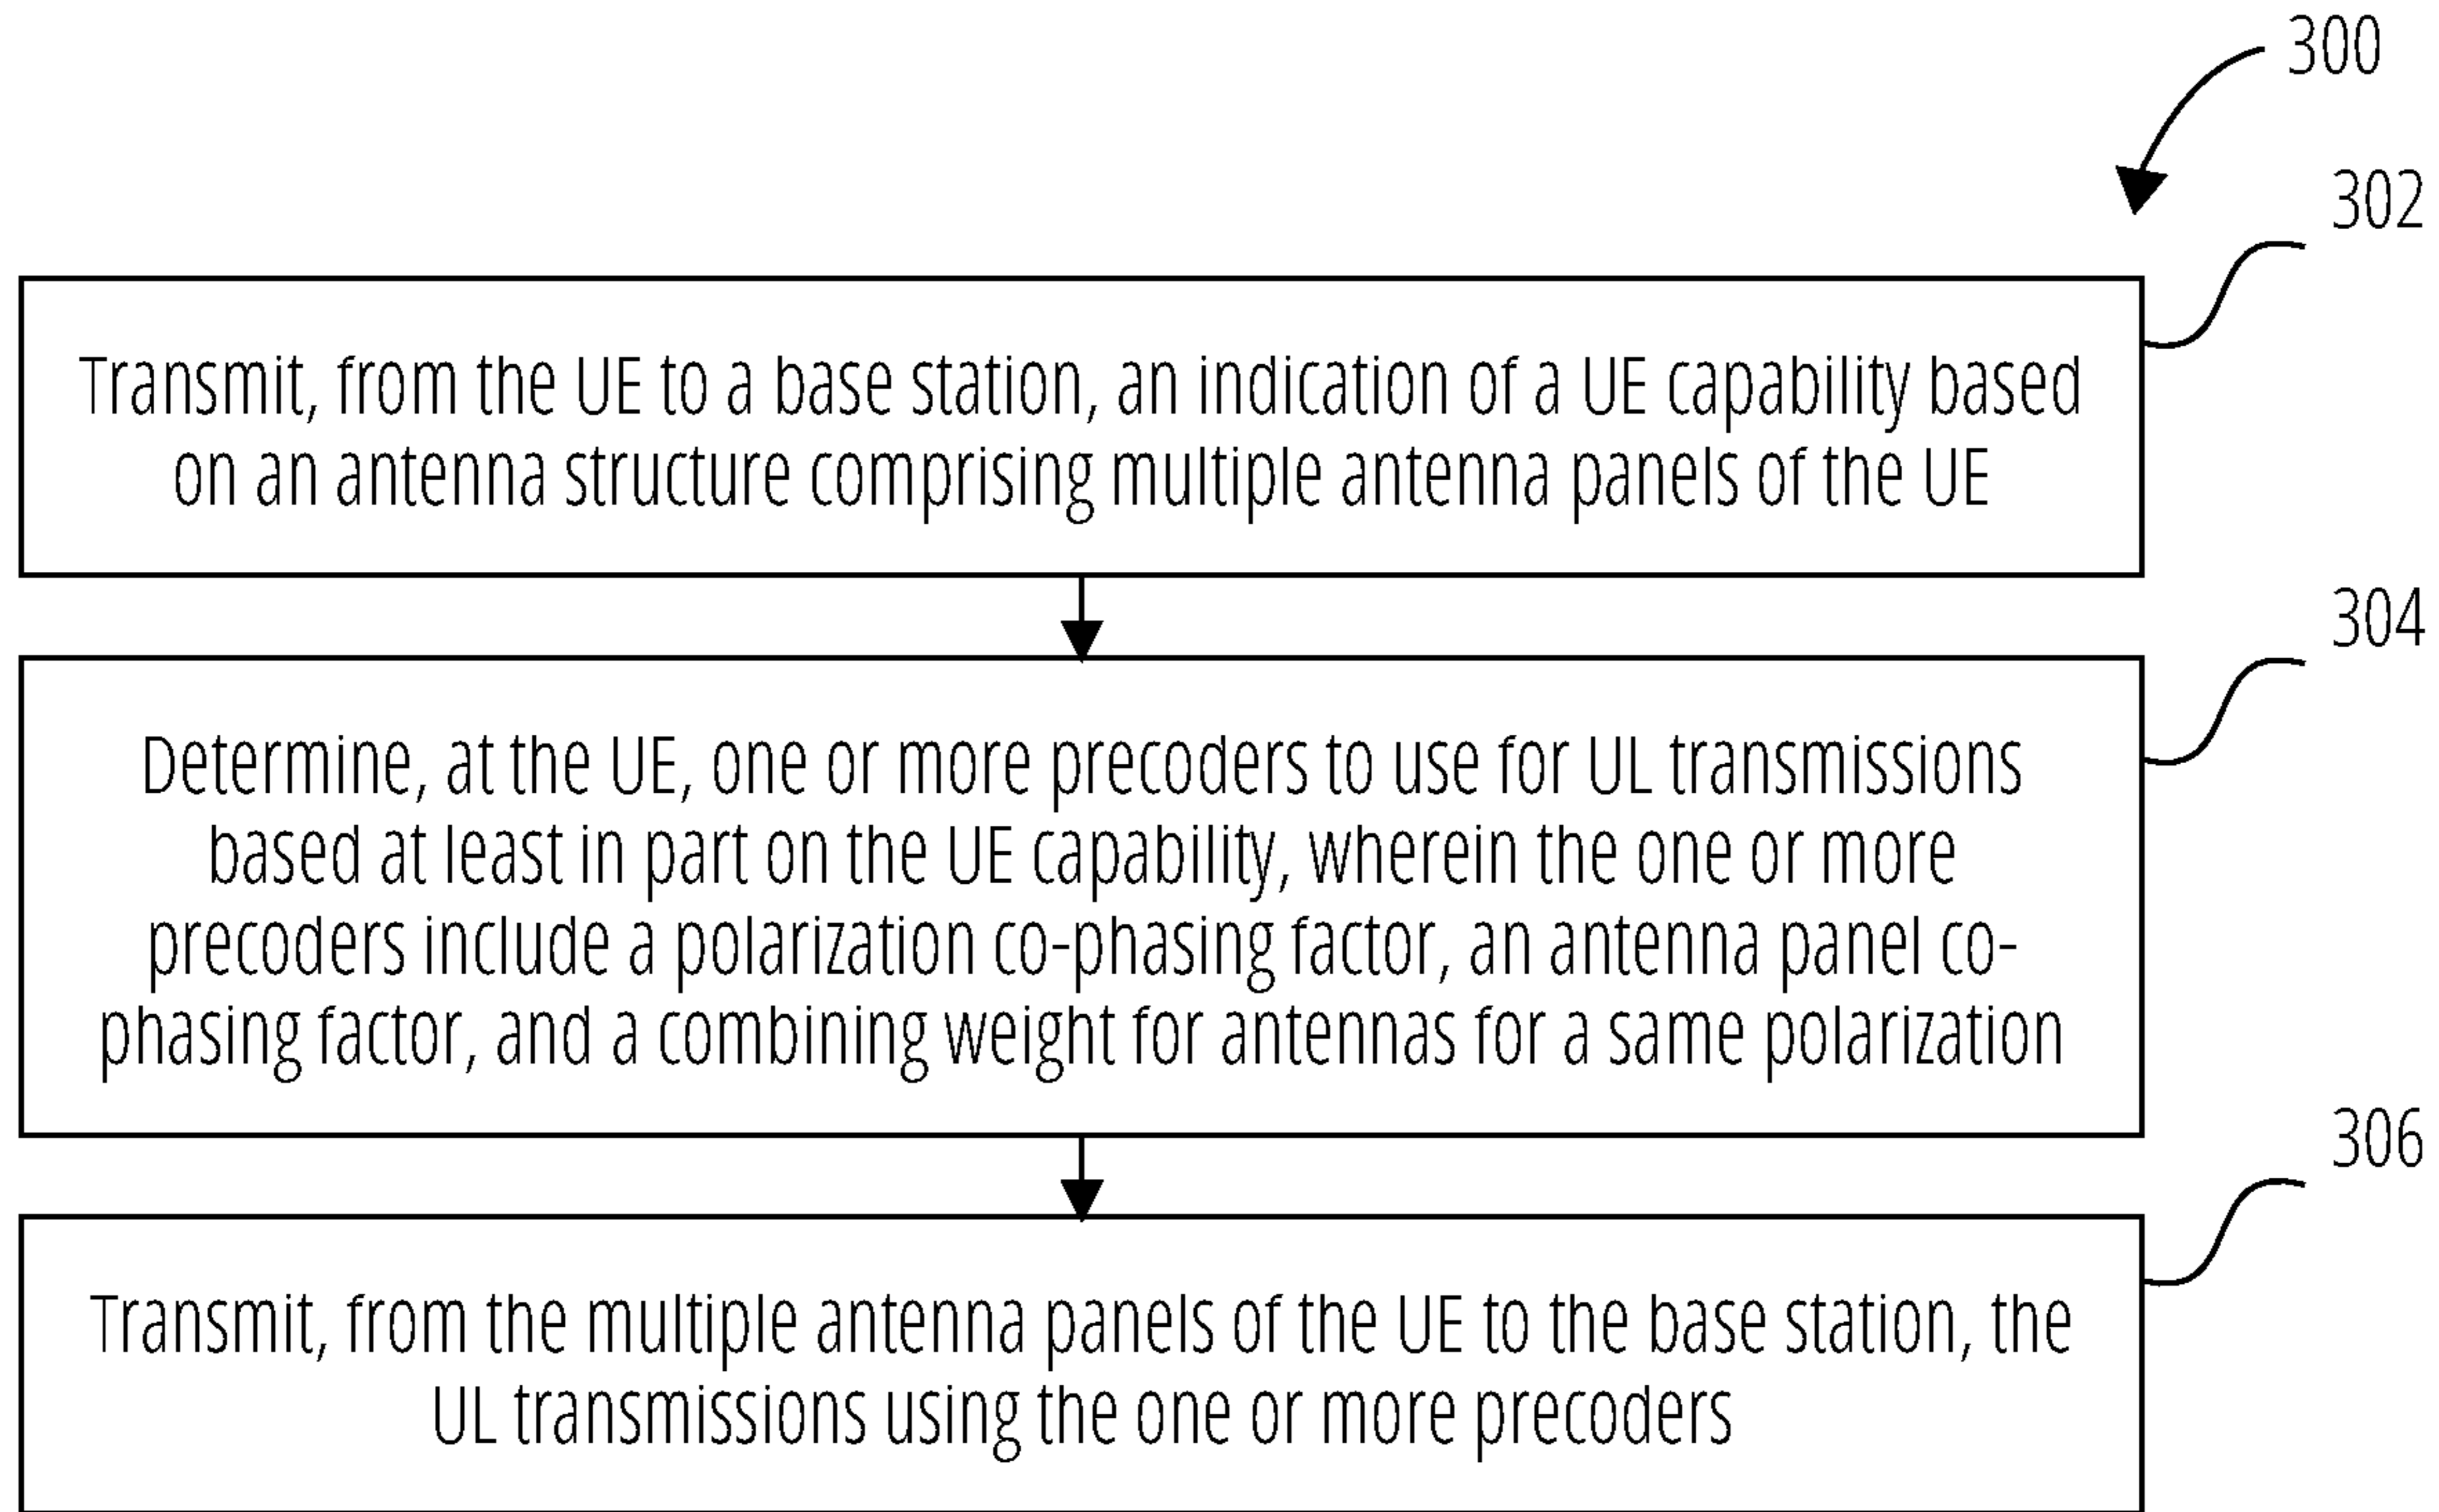 300
302
Transmit, from the UE to a base station, an indication of a UE capability based
on an antenna structure comprising multiple antenna panels of the UE
304
Determine, at the UE, one or more precoders to use for UL transmissions
based at least in part on the UE capability, wherein the one or more
precoders include a polarization co-phasing factor, an antenna panel co-
phasing factor, and a combining weight for antennas for a same polarization
306
Transmit, from the multiple antenna panels of the UE to the base station, the
UL transmissions using the one or more precoders